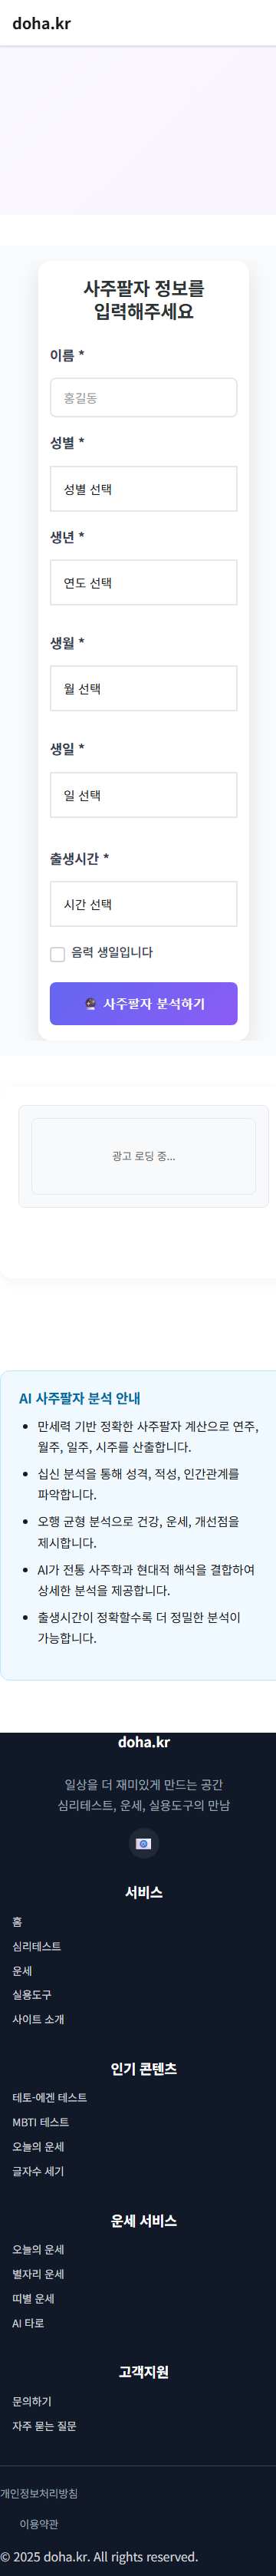 doha.kr
사주팔자 정보를
입력해주세요
이름 *
홍길동
성별 *
성별 선택
생년 *
연도 선택
생월 *
월 선택
생일 *
일 선택
출생시간 *
시간 선택
음력 생일입니다
사주팔자 분석하기
광고 로딩 중...
AI 사주팔자 분석 안내
만세력 기반 정확한 사주팔자 계산으로 연주,
월주, 일주, 시주를 산출합니다.
십신 분석을 통해 성격, 적성, 인간관계를
파악합니다.
오행 균형 분석으로 건강, 운세, 개선점을
제시합니다.
AI가 전통 사주학과 현대적 해석을 결합하여
상세한 분석을 제공합니다.
출생시간이 정확할수록 더 정밀한 분석이
가능합니다.
doha.kr
일상을 더 재미있게 만드는 공간
심리테스트, 운세, 실용도구의 만남
서비스
홈
심리테스트
운세
실용도구
사이트 소개
인기 콘텐츠
테토-에겐 테스트
MBTI 테스트
오늘의 운세
글자수 세기
운세 서비스
오늘의 운세
별자리 운세
띠별 운세
AI 타로
고객지원
문의하기
자주 묻는 질문
개인정보처리방침
이용약관
© 2025 doha.kr. All rights reserved.